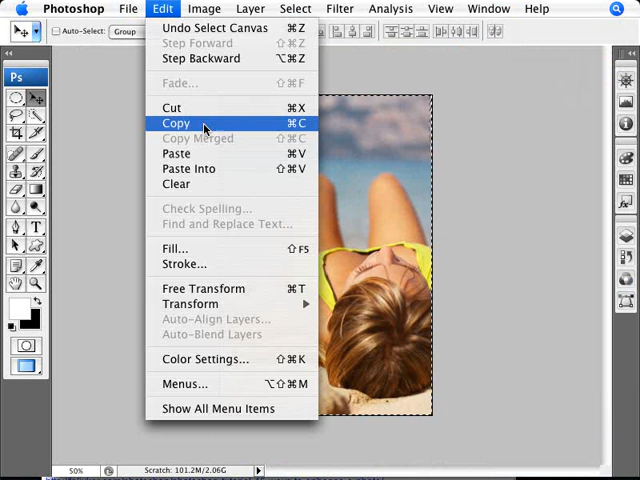 Photoshop File Edit Image Layer Select Filter Analysis View Window
Auto-Select: Group
Ps
Undo Select Canvas ⌘Z
Step Forward ⇧⌘Z
Step Backward ⌥⌘Z
Fade... ⇧⌘F
Cut ⌘X
Copy ⌘C
Copy Merged ⇧⌘C
Paste ⌘V
Paste Into ⇧⌘V
Clear
Check Spelling...
Find and Replace Text...
Fill... ⇧F5
Stroke...
Free Transform ⌘T
Transform
Auto-Align Layers...
Auto-Blend Layers
Color Settings... ⇧⌘K
Menus... ⌥⇧⌘M
Show All Menu Items
50% Scratch: 101.2M/2.06G